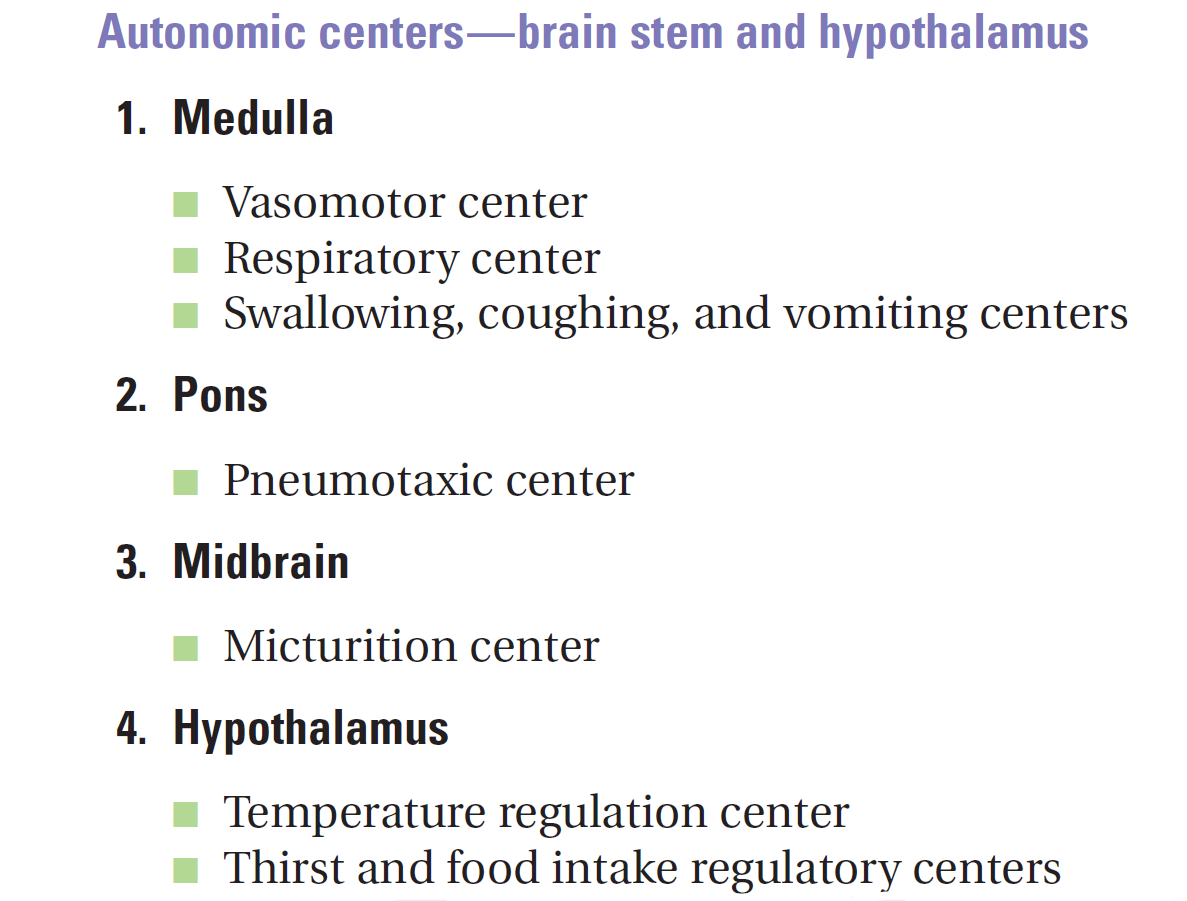 Autonomic centers—brain stem and hypothalamus
1. Medulla
■ Vasomotor center
■ Respiratory center
■ Swallowing, coughing, and vomiting centers
2. Pons
■ Pneumotaxic center
3. Midbrain
■ Micturition center
4. Hypothalamus
■ Temperature regulation center
■ Thirst and food intake regulatory centers